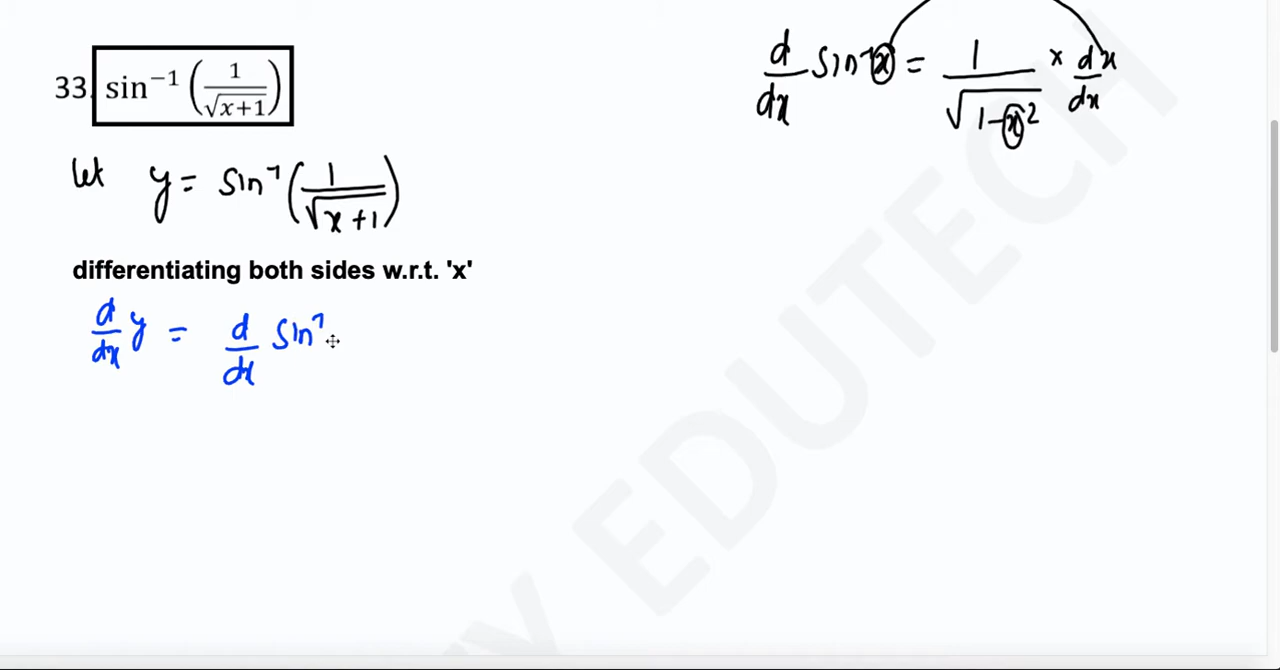 33. sin⁻¹ (1/√(x+1))
d/dx sin⁻¹x = 1/√(1-x²) × dx/dx
let y = sin⁻¹ (1/√(x+1))
differentiating both sides w.r.t. 'x'
d/dx y = d/dx sin⁻¹
EDUTECH